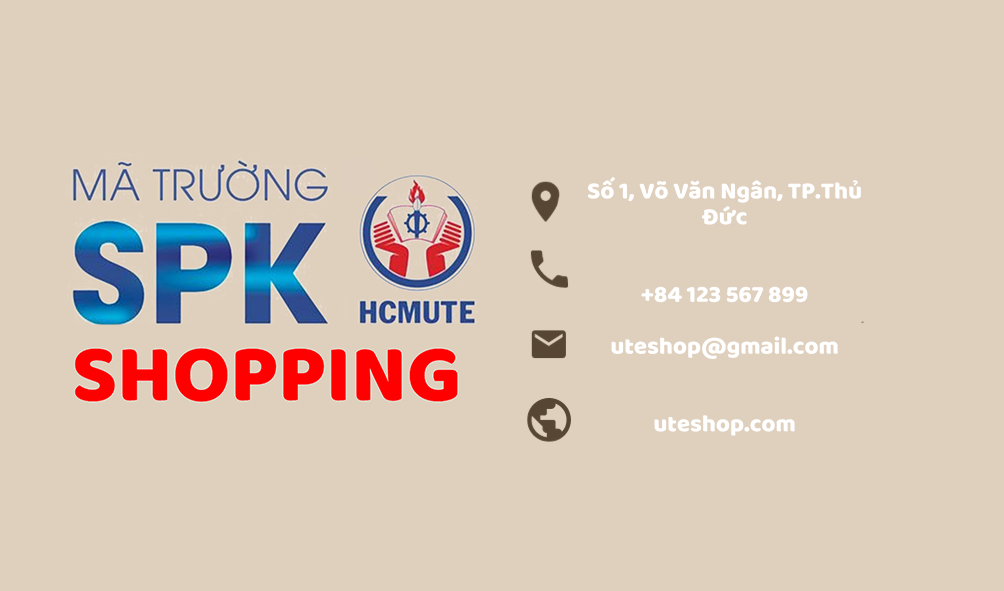 MÃ TRƯỜNG
SPK
HCMUTE
SHOPPING
Số 1, Võ Văn Ngân, TP.Thủ
Đức
+84 123 567 899
uteshop@gmail.com
uteshop.com